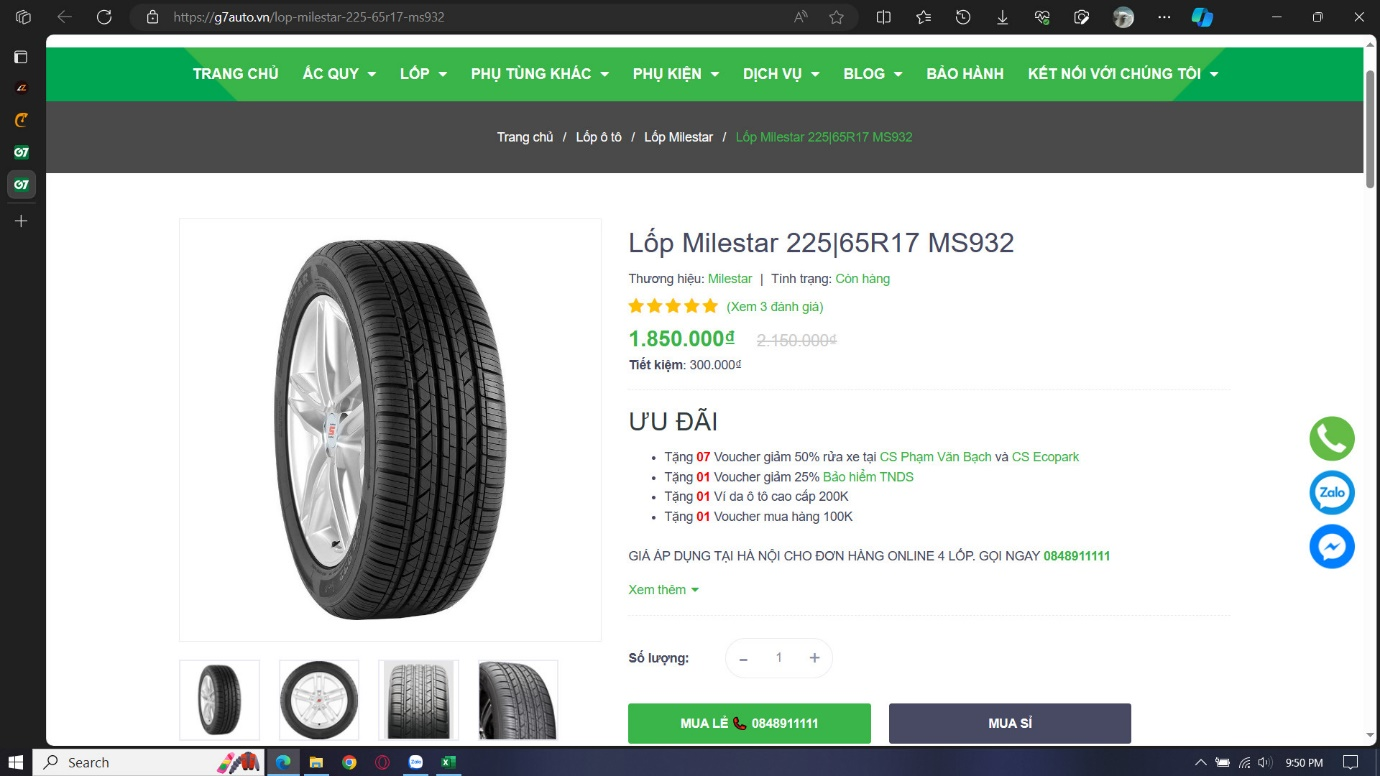 https://g7auto.vn/lop-milestar-225-65r17-ms932
TRANG CHỦ ẮC QUY LỐP PHỤ TÙNG KHÁC PHỤ KIỆN DỊCH VỤ BLOG BẢO HÀNH KẾT NỐI VỚI CHÚNG TÔI
Trang chủ / Lốp ô tô / Lốp Milestar / Lốp Milestar 225|65R17 MS932
Lốp Milestar 225|65R17 MS932
Thương hiệu: Milestar | Tình trạng: Còn hàng
(Xem 3 đánh giá)
1.850.000₫ 2.150.000₫
Tiết kiệm: 300.000₫
ƯU ĐÃI
Tặng 07 Voucher giảm 50% rửa xe tại CS Phạm Văn Bạch và CS Ecopark
Tặng 01 Voucher giảm 25% Bảo hiểm TNDS
Tặng 01 Ví da ô tô cao cấp 200K
Tặng 01 Voucher mua hàng 100K
GIÁ ÁP DỤNG TẠI HÀ NỘI CHO ĐƠN HÀNG ONLINE 4 LỐP. GỌI NGAY 0848911111
Xem thêm
Zalo
Số lượng: – 1 +
MUA LẺ 0848911111 MUA SỈ
Search
9:50 PM